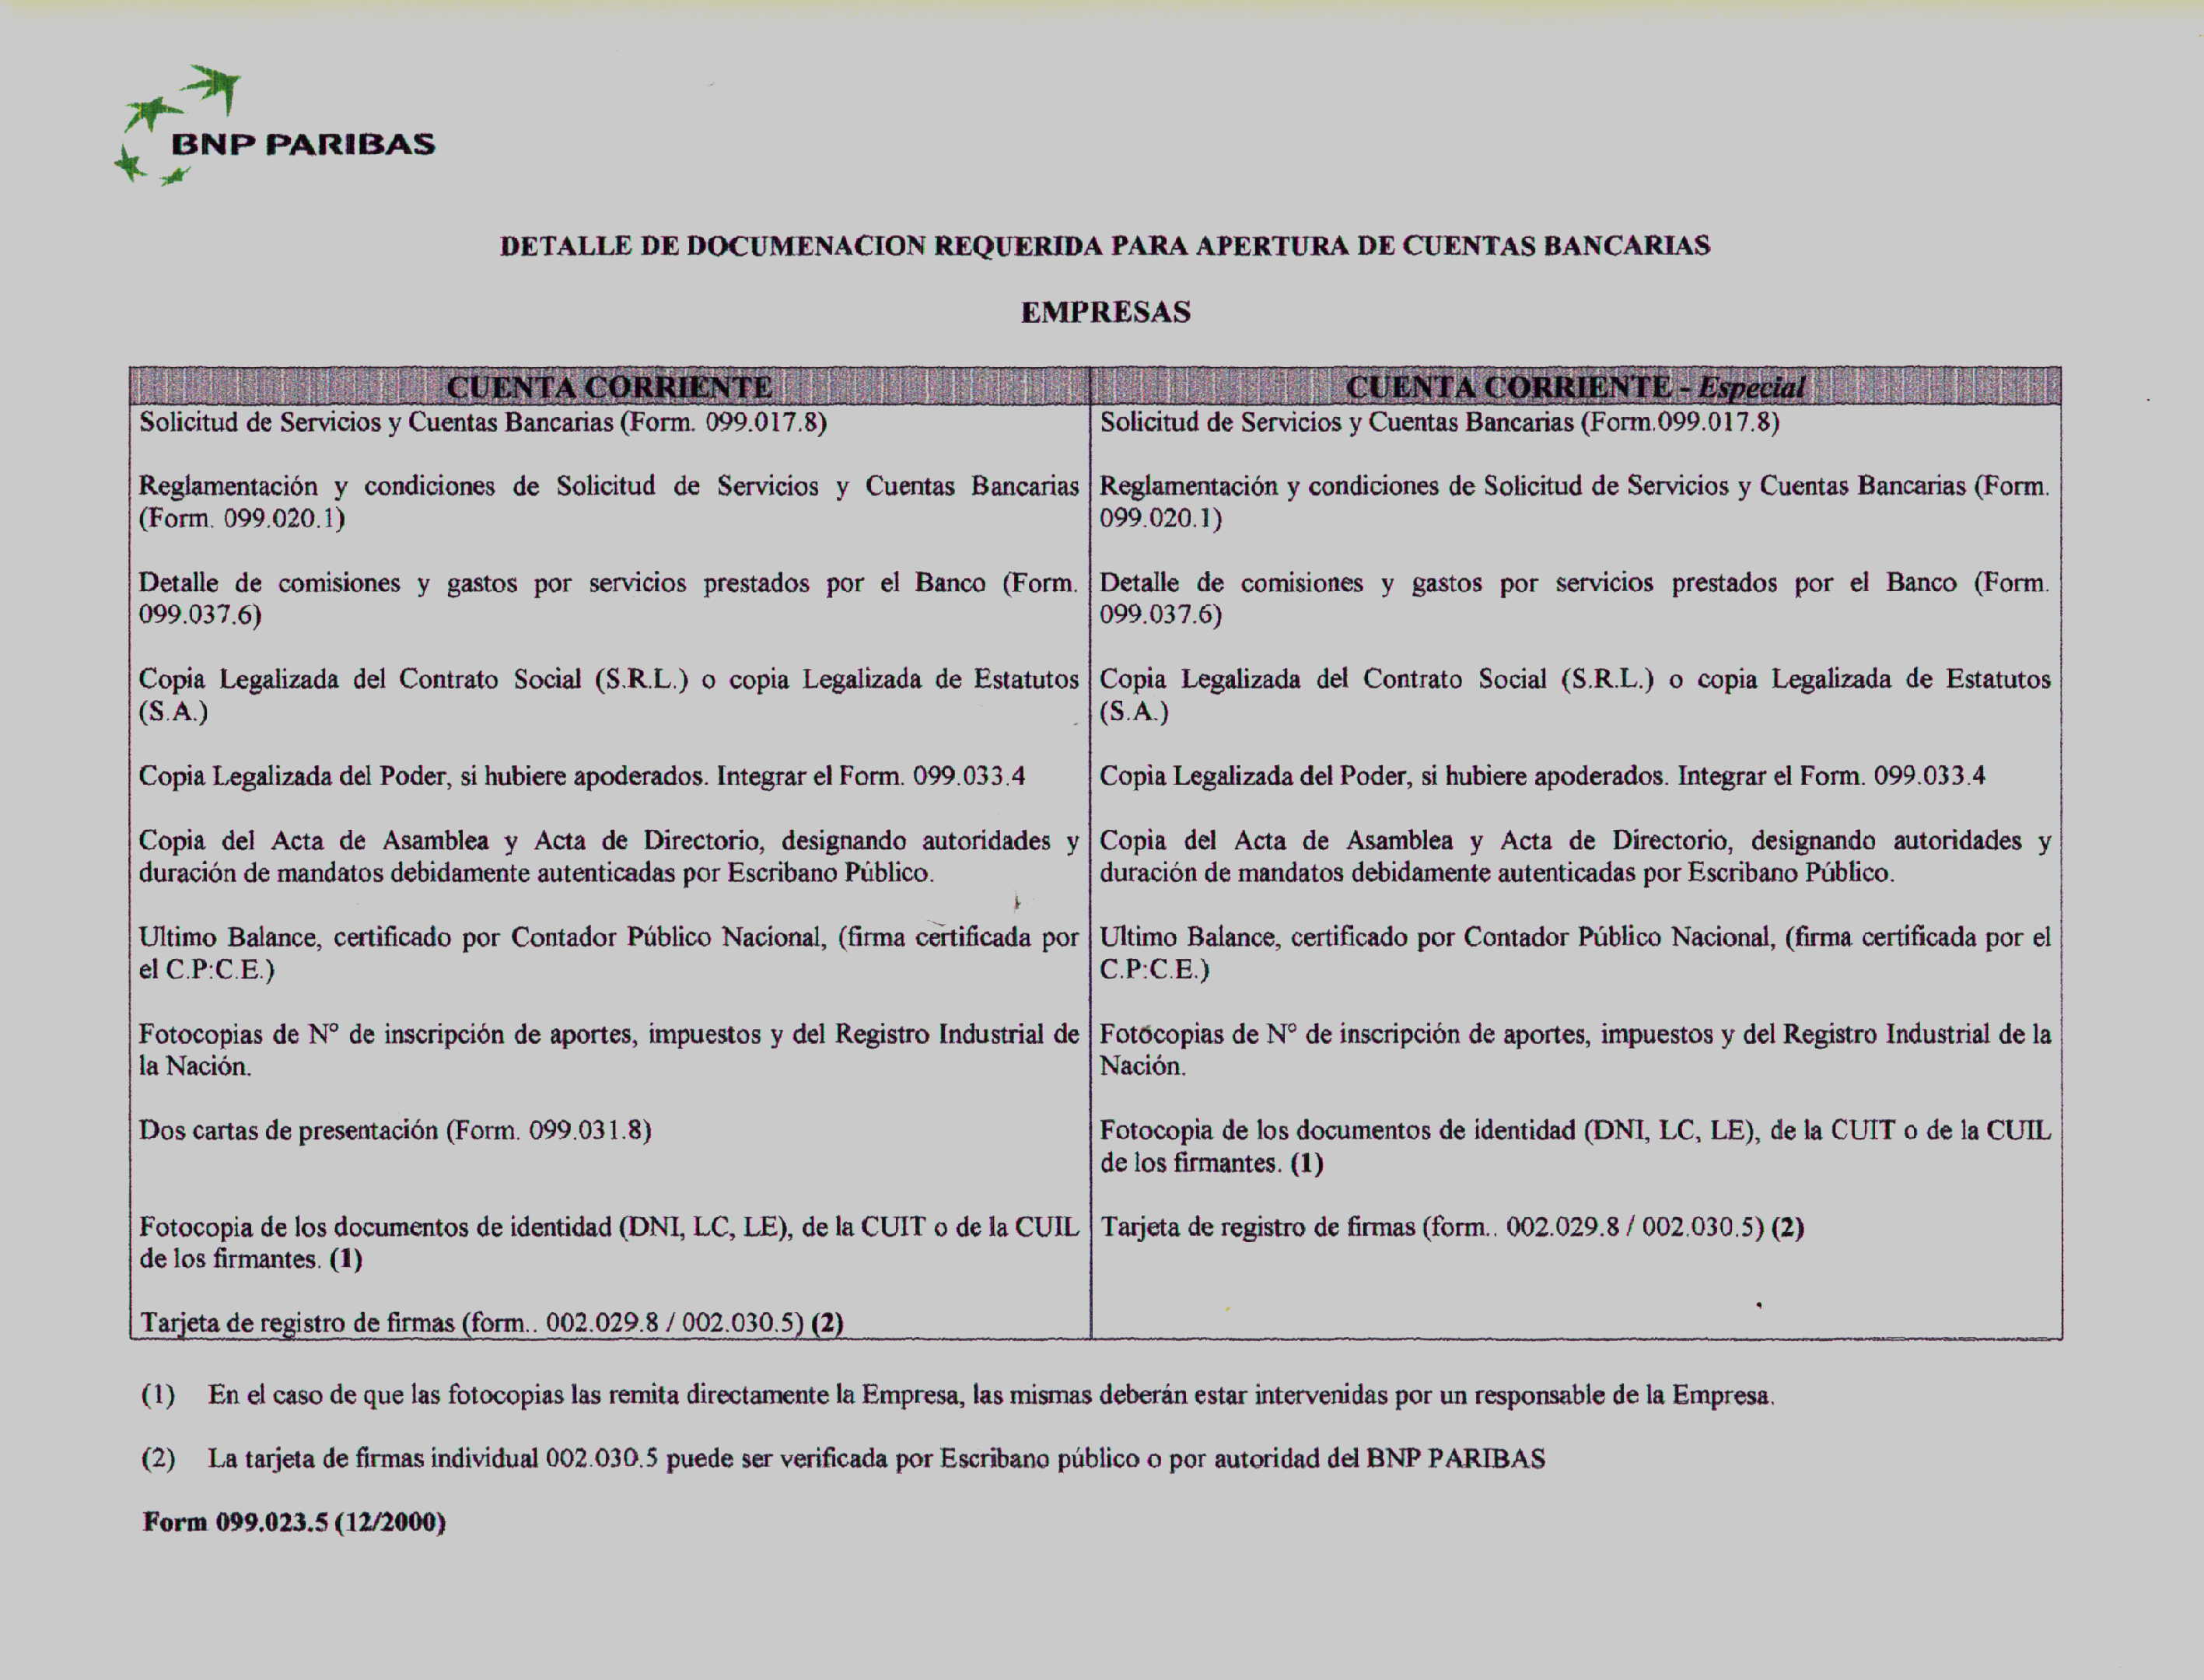 BNP PARIBAS
DETALLE DE DOCUMENACION REQUERIDA PARA APERTURA DE CUENTAS BANCARIAS
EMPRESAS
CUENTA CORRIENTE
Solicitud de Servicios y Cuentas Bancarias (Form. 099.017.8)
Reglamentación y condiciones de Solicitud de Servicios y Cuentas Bancarias
(Form. 099.020.1)
Detalle de comisiones y gastos por servicios prestados por el Banco (Form.
099.037.6)
Copia Legalizada del Contrato Social (S.R.L.) o copia Legalizada de Estatutos
(S.A.)
Copia Legalizada del Poder, si hubiere apoderados. Integrar el Form. 099.033.4
Copia del Acta de Asamblea y Acta de Directorio, designando autoridades y
duración de mandatos debidamente autenticadas por Escribano Público.
Ultimo Balance, certificado por Contador Público Nacional, (firma certificada por
el C.P:C.E.)
Fotocopias de Nº de inscripción de aportes, impuestos y del Registro Industrial de
la Nación.
Dos cartas de presentación (Form. 099.031.8)
Fotocopia de los documentos de identidad (DNI, LC, LE), de la CUIT o de la CUIL
de los firmantes. (1)
Tarjeta de registro de firmas (form.. 002.029.8 / 002.030.5) (2)
CUENTA CORRIENTE - Especial
Solicitud de Servicios y Cuentas Bancarias (Form.099.017.8)
Reglamentación y condiciones de Solicitud de Servicios y Cuentas Bancarias (Form.
099.020.1)
Detalle de comisiones y gastos por servicios prestados por el Banco (Form.
099.037.6)
Copia Legalizada del Contrato Social (S.R.L.) o copia Legalizada de Estatutos
(S.A.)
Copia Legalizada del Poder, si hubiere apoderados. Integrar el Form. 099.033.4
Copia del Acta de Asamblea y Acta de Directorio, designando autoridades y
duración de mandatos debidamente autenticadas por Escribano Público.
Ultimo Balance, certificado por Contador Público Nacional, (firma certificada por el
C.P:C.E.)
Fotocopias de Nº de inscripción de aportes, impuestos y del Registro Industrial de la
Nación.
Fotocopia de los documentos de identidad (DNI, LC, LE), de la CUIT o de la CUIL
de los firmantes. (1)
Tarjeta de registro de firmas (form.. 002.029.8 / 002.030.5) (2)
(1) En el caso de que las fotocopias las remita directamente la Empresa, las mismas deberán estar intervenidas por un responsable de la Empresa.
(2) La tarjeta de firmas individual 002.030.5 puede ser verificada por Escribano público o por autoridad del BNP PARIBAS
Form 099.023.5 (12/2000)